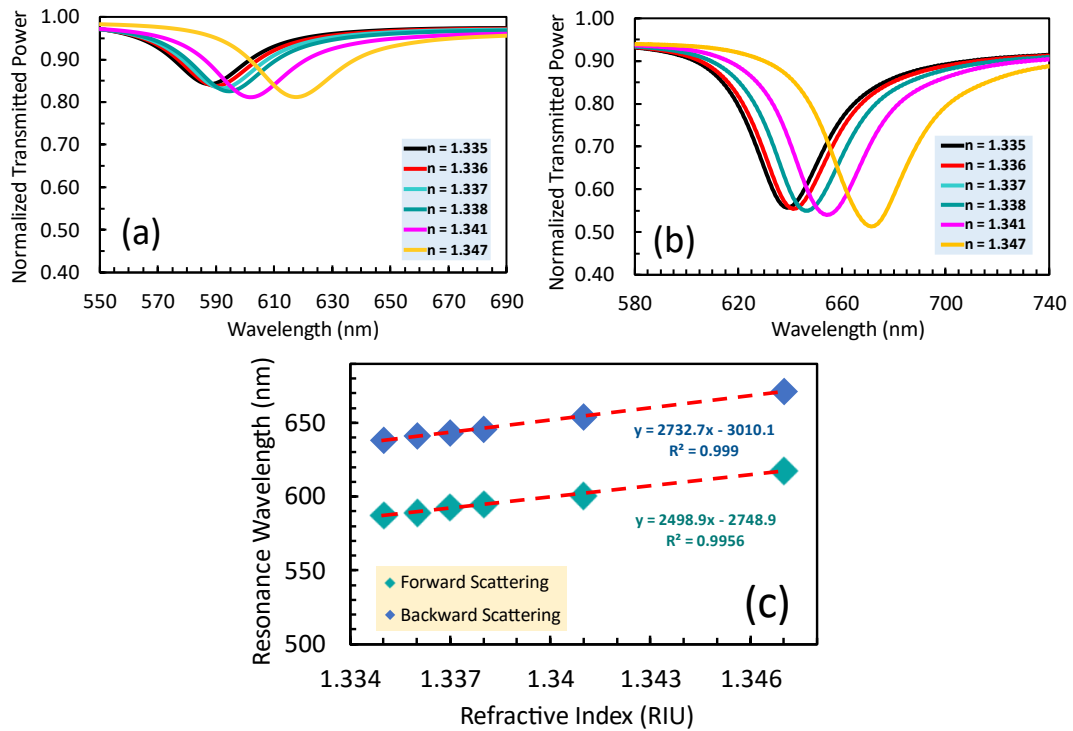 Normalized Transmitted Power
1.00
0.90
0.80
0.70
0.60
0.50
0.40
n = 1.335
n = 1.336
n = 1.337
n = 1.338
n = 1.341
n = 1.347
(a)
550 570 590 610 630 650 670 690
Wavelength (nm)
Normalized Transmitted Power
1.00
0.90
0.80
0.70
0.60
0.50
0.40
n = 1.335
n = 1.336
n = 1.337
n = 1.338
n = 1.341
n = 1.347
(b)
580 620 660 700 740
Wavelength (nm)
Resonance Wavelength (nm)
650
600
550
500
y = 2732.7x - 3010.1
R² = 0.999
y = 2498.9x - 2748.9
R² = 0.9956
Forward Scattering
Backward Scattering
(c)
1.334 1.337 1.34 1.343 1.346
Refractive Index (RIU)